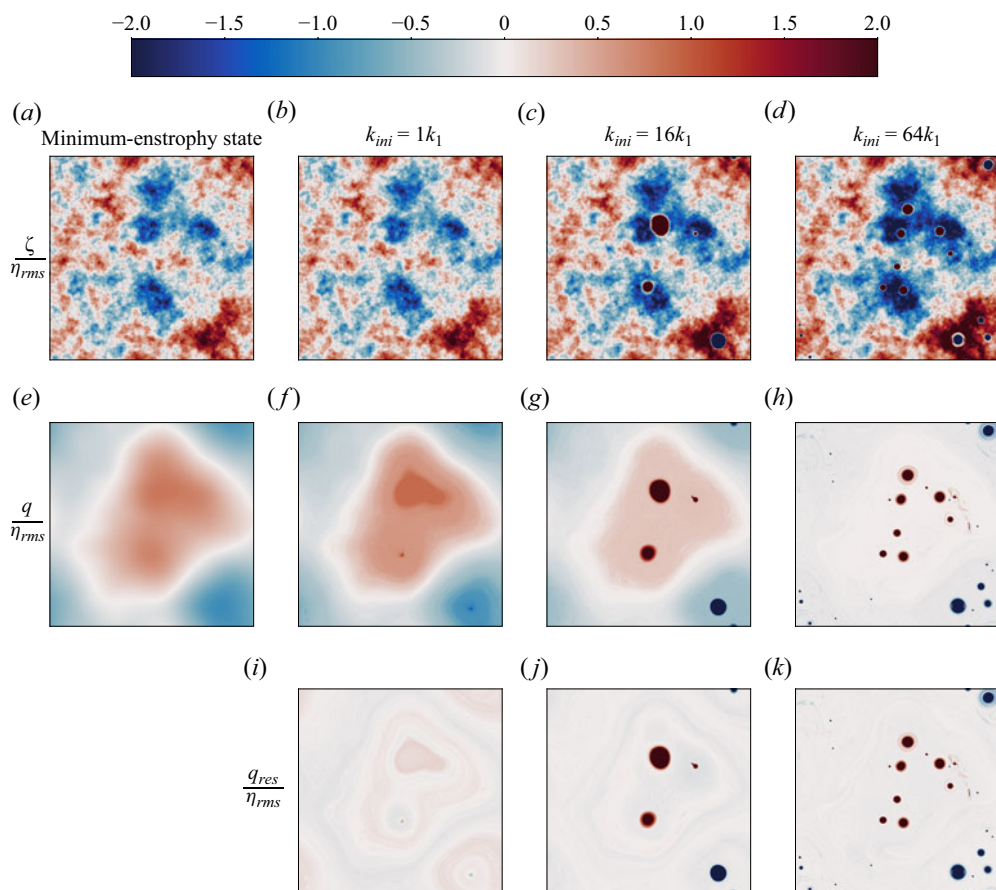 −2.0 −1.5 −1.0 −0.5 0 0.5 1.0 1.5 2.0
(a) (b) (c) (d)
Minimum-enstrophy state k_ini = 1k_1 k_ini = 16k_1 k_ini = 64k_1
ζ
η_rms
(e) (f) (g) (h)
q
η_rms
(i) (j) (k)
q_res
η_rms